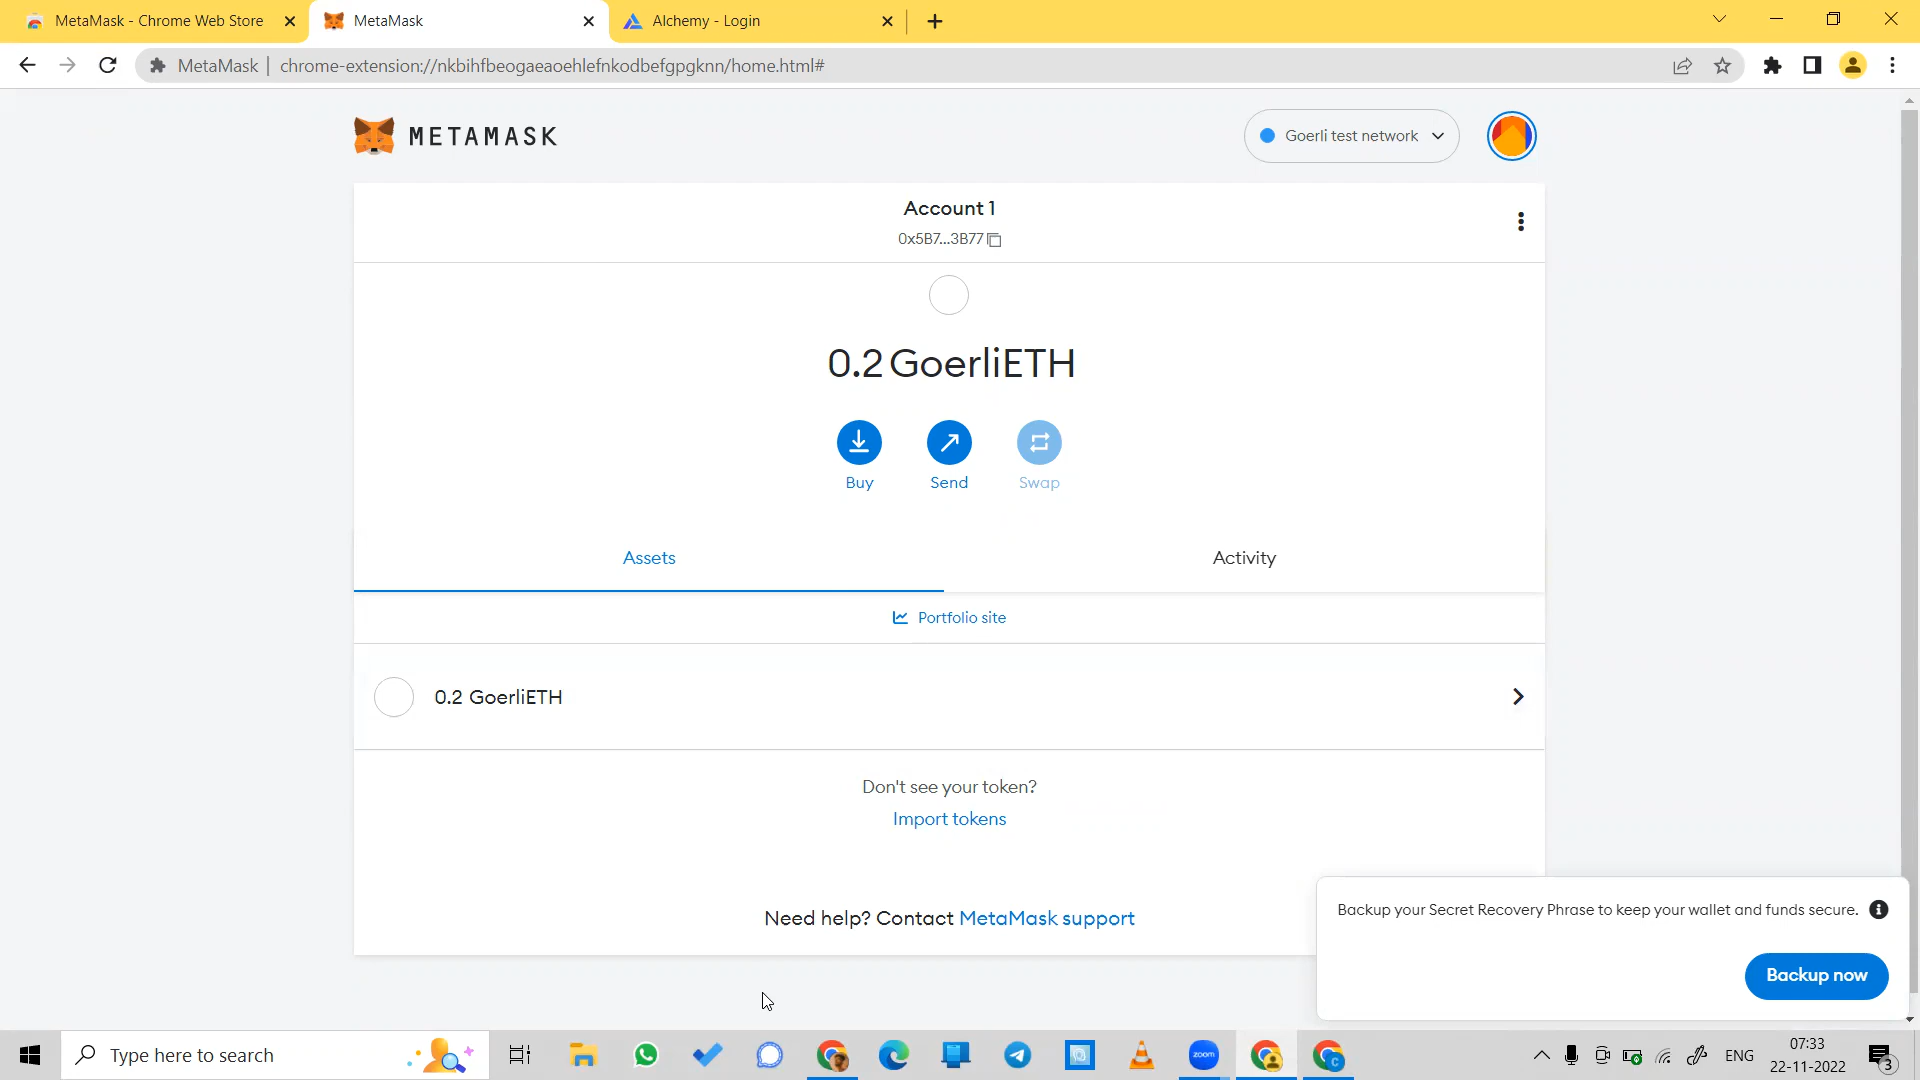 MetaMask - Chrome Web Store
MetaMask
Alchemy - Login
MetaMask | chrome-extension://nkbihfbeogaeaoehlefnkodbefgpgknn/home.html#
METAMASK
Goerli test network
Account 1
0x5B7...3B77
0.2 GoerliETH
Buy
Send
Swap
Assets
Activity
Portfolio site
0.2 GoerliETH
Don't see your token?
Import tokens
Need help? Contact MetaMask support
Backup your Secret Recovery Phrase to keep your wallet and funds secure.
Backup now
Type here to search
zoom
C
ENG
07:33
22-11-2022
3